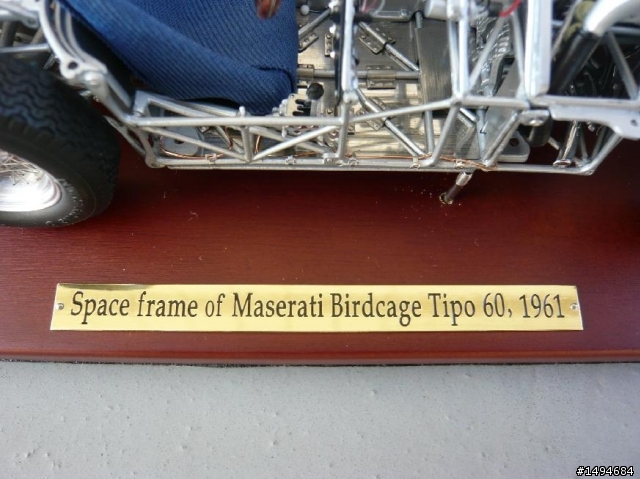 Space frame of Maserati Birdcage Tipo 60, 1961
#1494684